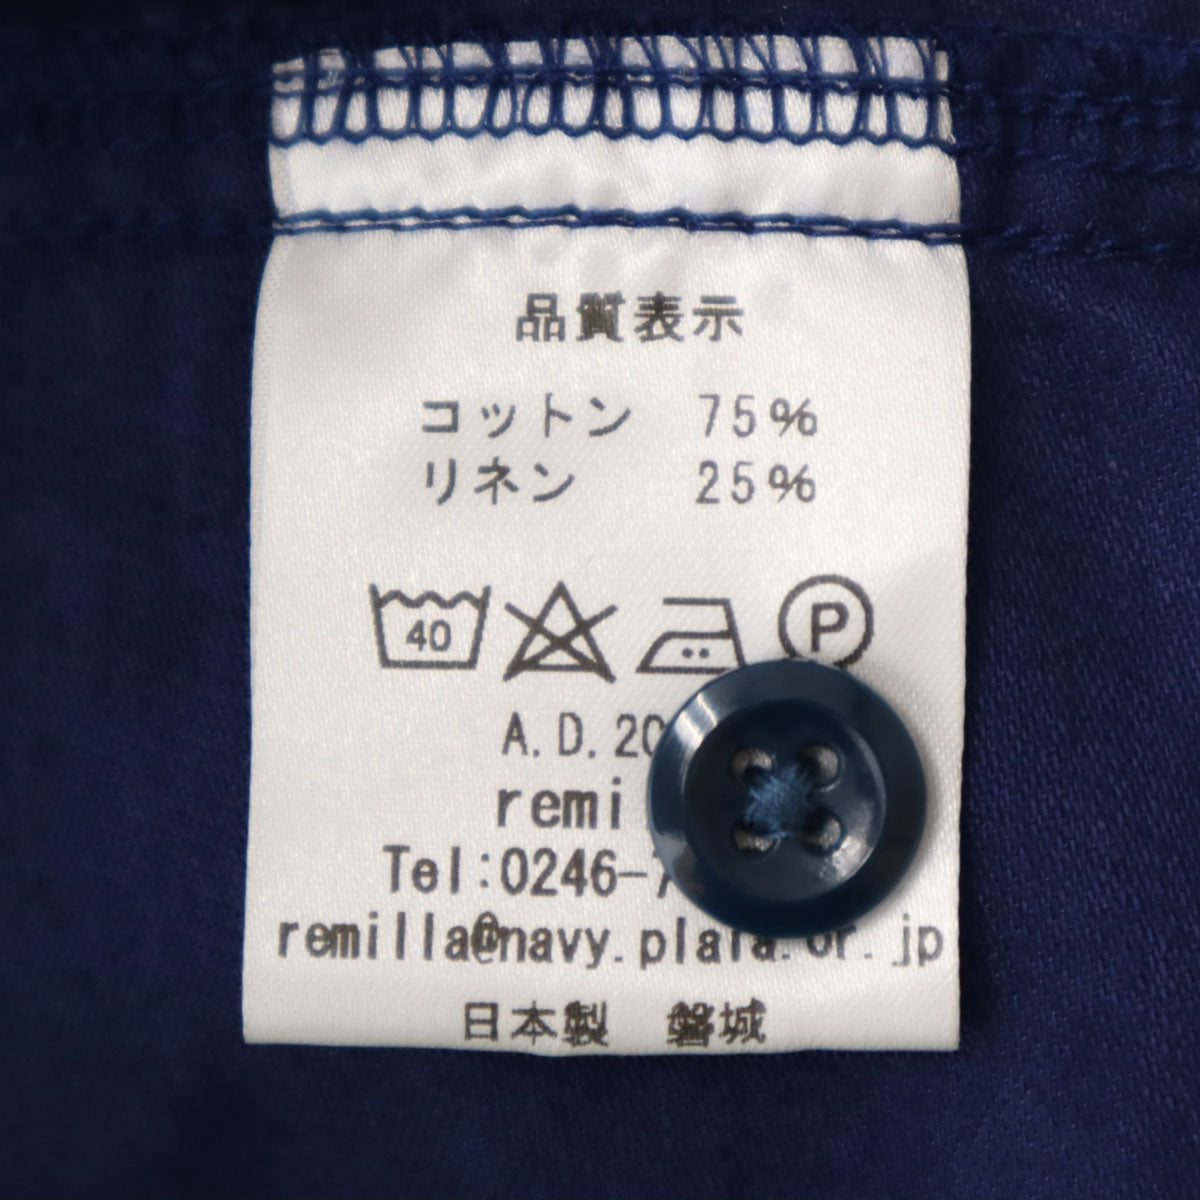 品質表示
コットン 75%
リネン 25%
40
P
A.D.20
remi
Tel:0246-7
remilla@navy.plala.or.jp
日本製 磐城